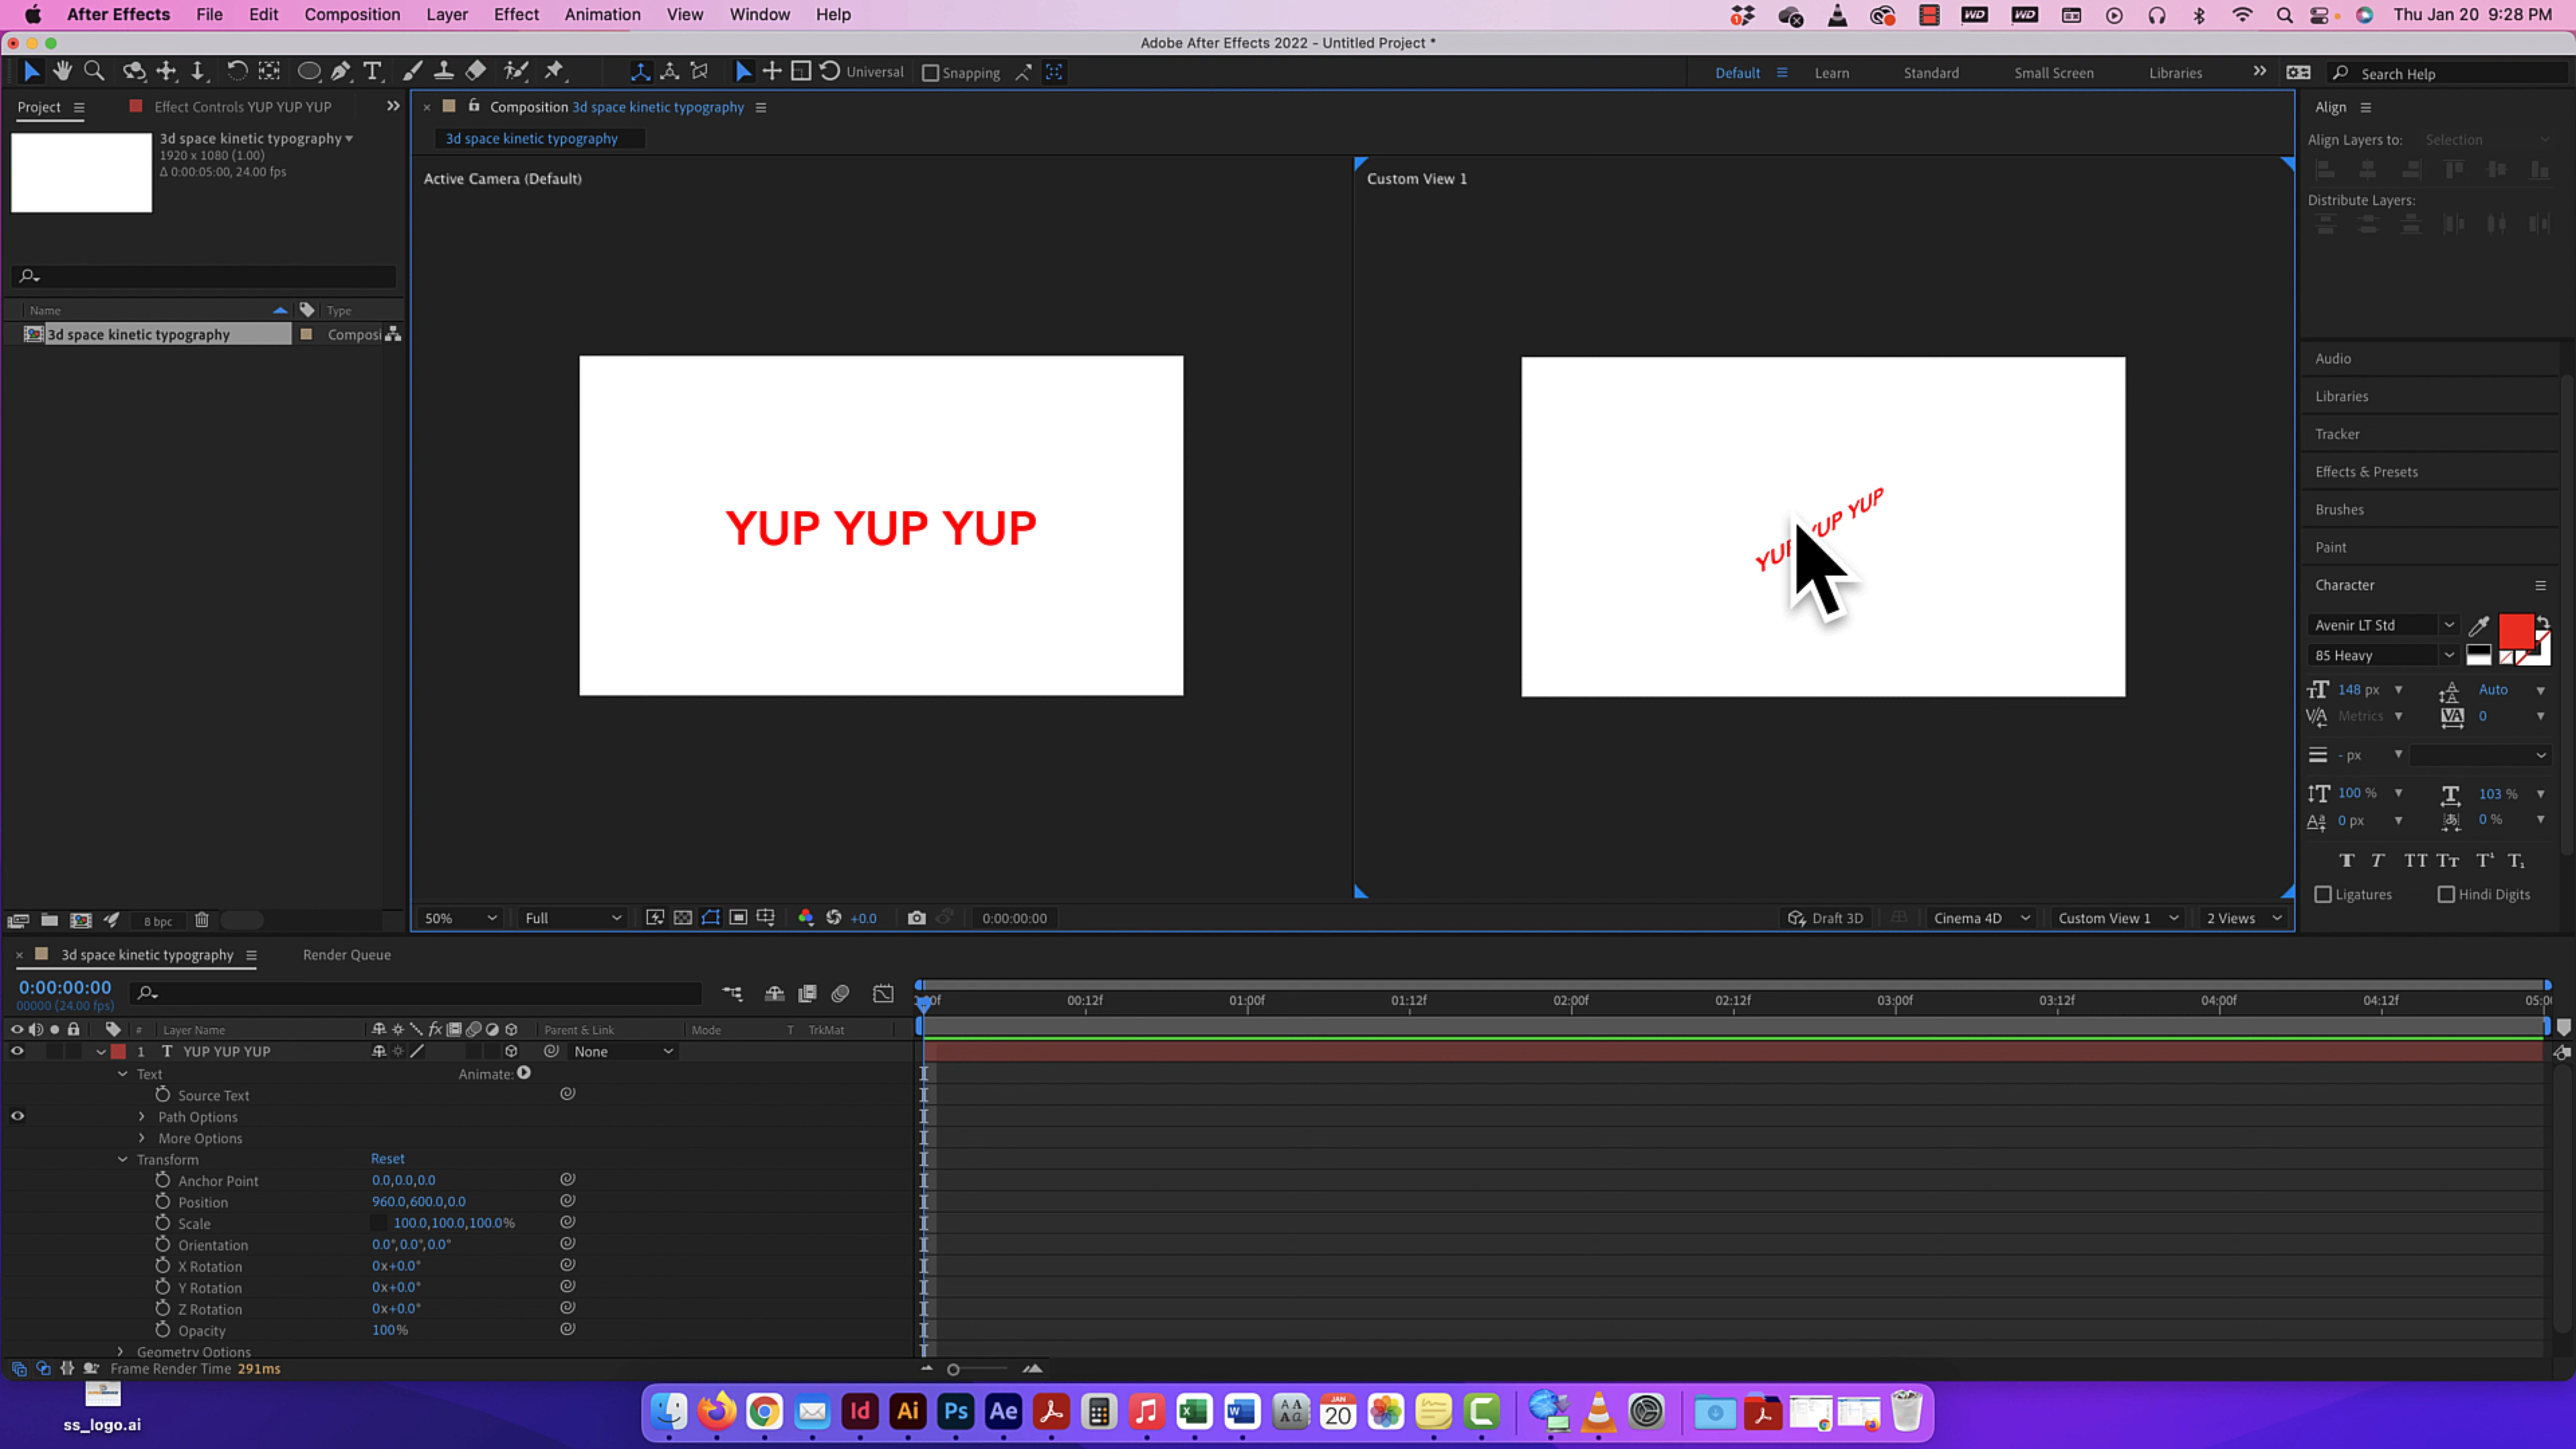 After Effects File Edit Composition Layer Effect Animation View Window Help
Thu Jan 20 9:28 PM
Adobe After Effects 2022 - Untitled Project *
Universal Snapping
Default Learn Standard Small Screen Libraries Search Help
Project Effect Controls YUP YUP YUP
3d space kinetic typography
1920 x 1080 (1.00)
Δ 0:00:05:00, 24.00 fps
Name Type
3d space kinetic typography Composi
8 bpc
Composition 3d space kinetic typography
3d space kinetic typography
Active Camera (Default)
YUP YUP YUP
Custom View 1
YUP YUP YUP
50% Full +0.0 0:00:00:00 Draft 3D Cinema 4D Custom View 1 2 Views
Align
Align Layers to: Selection
Distribute Layers:
Audio
Libraries
Tracker
Effects & Presets
Brushes
Paint
Character
Avenir LT Std
85 Heavy
148 px Auto
Metrics 0
- px
100 % 103 %
0 px 0 %
Ligatures Hindi Digits
3d space kinetic typography Render Queue
0:00:00:00
00000 (24.00 fps)
00:12f 01:00f 01:12f 02:00f 02:12f 03:00f 03:12f 04:00f 04:12f
# Layer Name Parent & Link Mode T TrkMat
1 T YUP YUP YUP None
Text Animate:
Source Text
Path Options
More Options
Transform Reset
Anchor Point 0.0,0.0,0.0
Position 960.0,600.0,0.0
Scale 100.0,100.0,100.0%
Orientation 0.0°,0.0°,0.0°
X Rotation 0x+0.0°
Y Rotation 0x+0.0°
Z Rotation 0x+0.0°
Opacity 100%
Geometry Options
Frame Render Time 291ms
ss_logo.ai
Id Ai Ps Ae
JAN
20